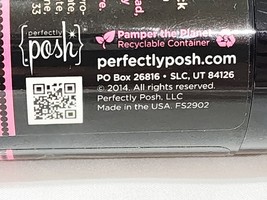 perfectly
{posh}
Pamper the Planet
Recyclable Container
perfectlyposh.com
PO Box 26816 • SLC, UT 84126
© 2014. All rights reserved.
Perfectly Posh, LLC
Made in the USA. FS2902